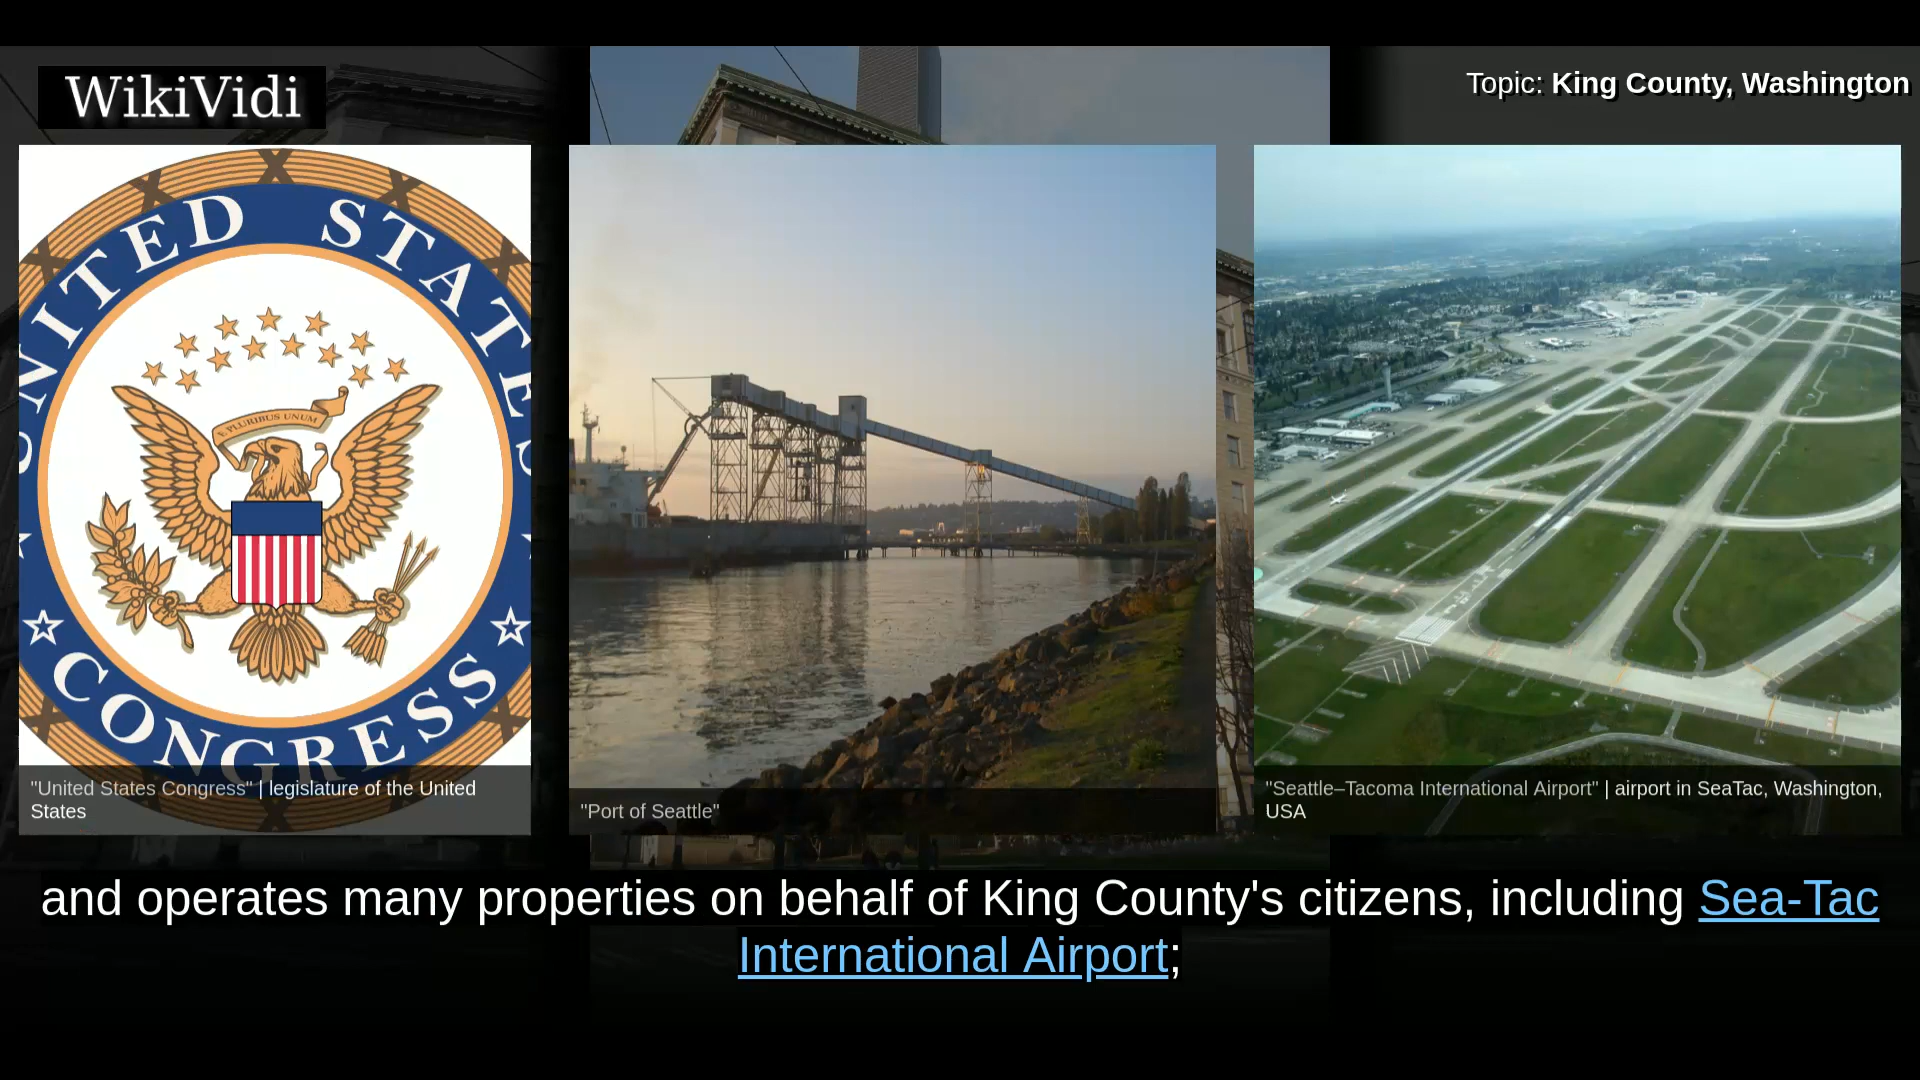 WikiVidi
Topic: King County, Washington
UNITED STATES
E PLURIBUS UNUM
CONGRESS
"United States Congress" | legislature of the United
States
"Port of Seattle"
"Seattle–Tacoma International Airport" | airport in SeaTac, Washington,
USA
and operates many properties on behalf of King County's citizens, including Sea-Tac
International Airport;